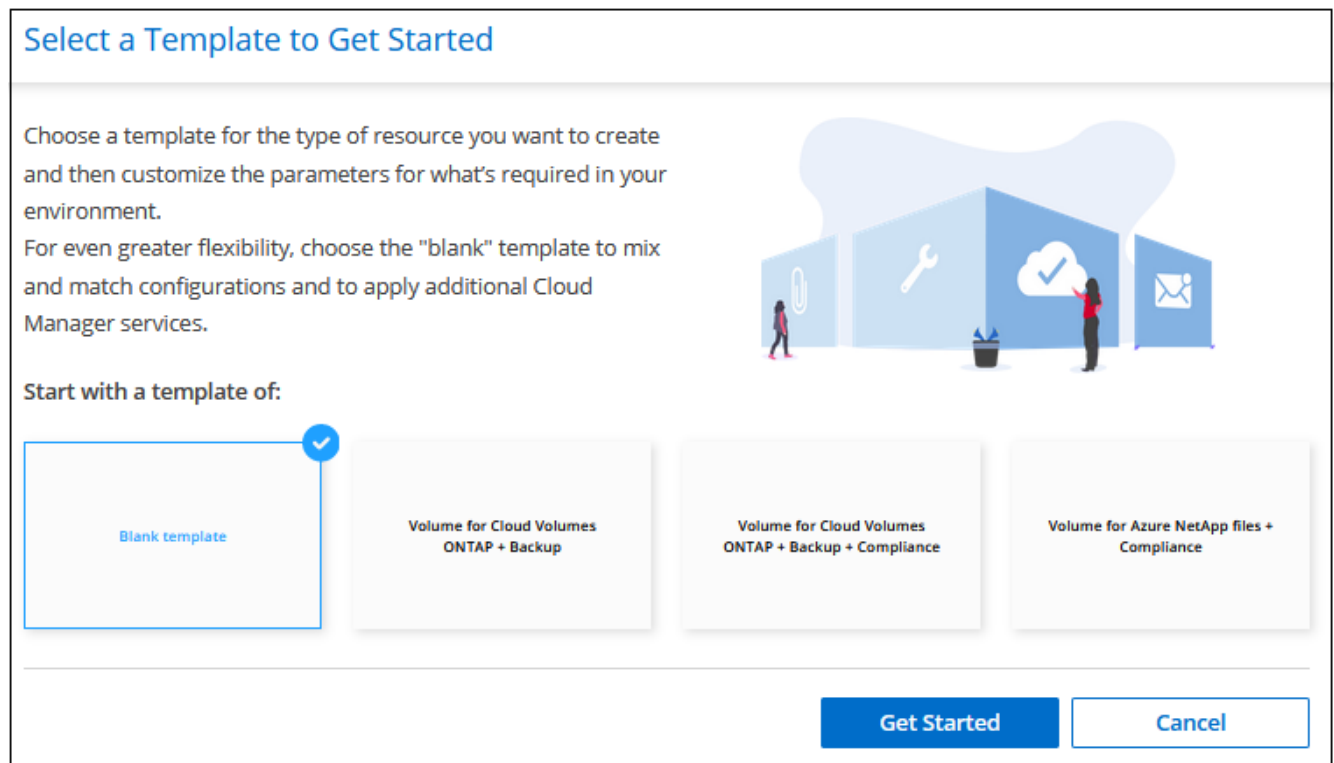 Select a Template to Get Started
Choose a template for the type of resource you want to create
and then customize the parameters for what's required in your
environment.
For even greater flexibility, choose the "blank" template to mix
and match configurations and to apply additional Cloud
Manager services.
Start with a template of:
Blank template
Volume for Cloud Volumes
ONTAP + Backup
Volume for Cloud Volumes
ONTAP + Backup + Compliance
Volume for Azure NetApp files +
Compliance
Get Started
Cancel